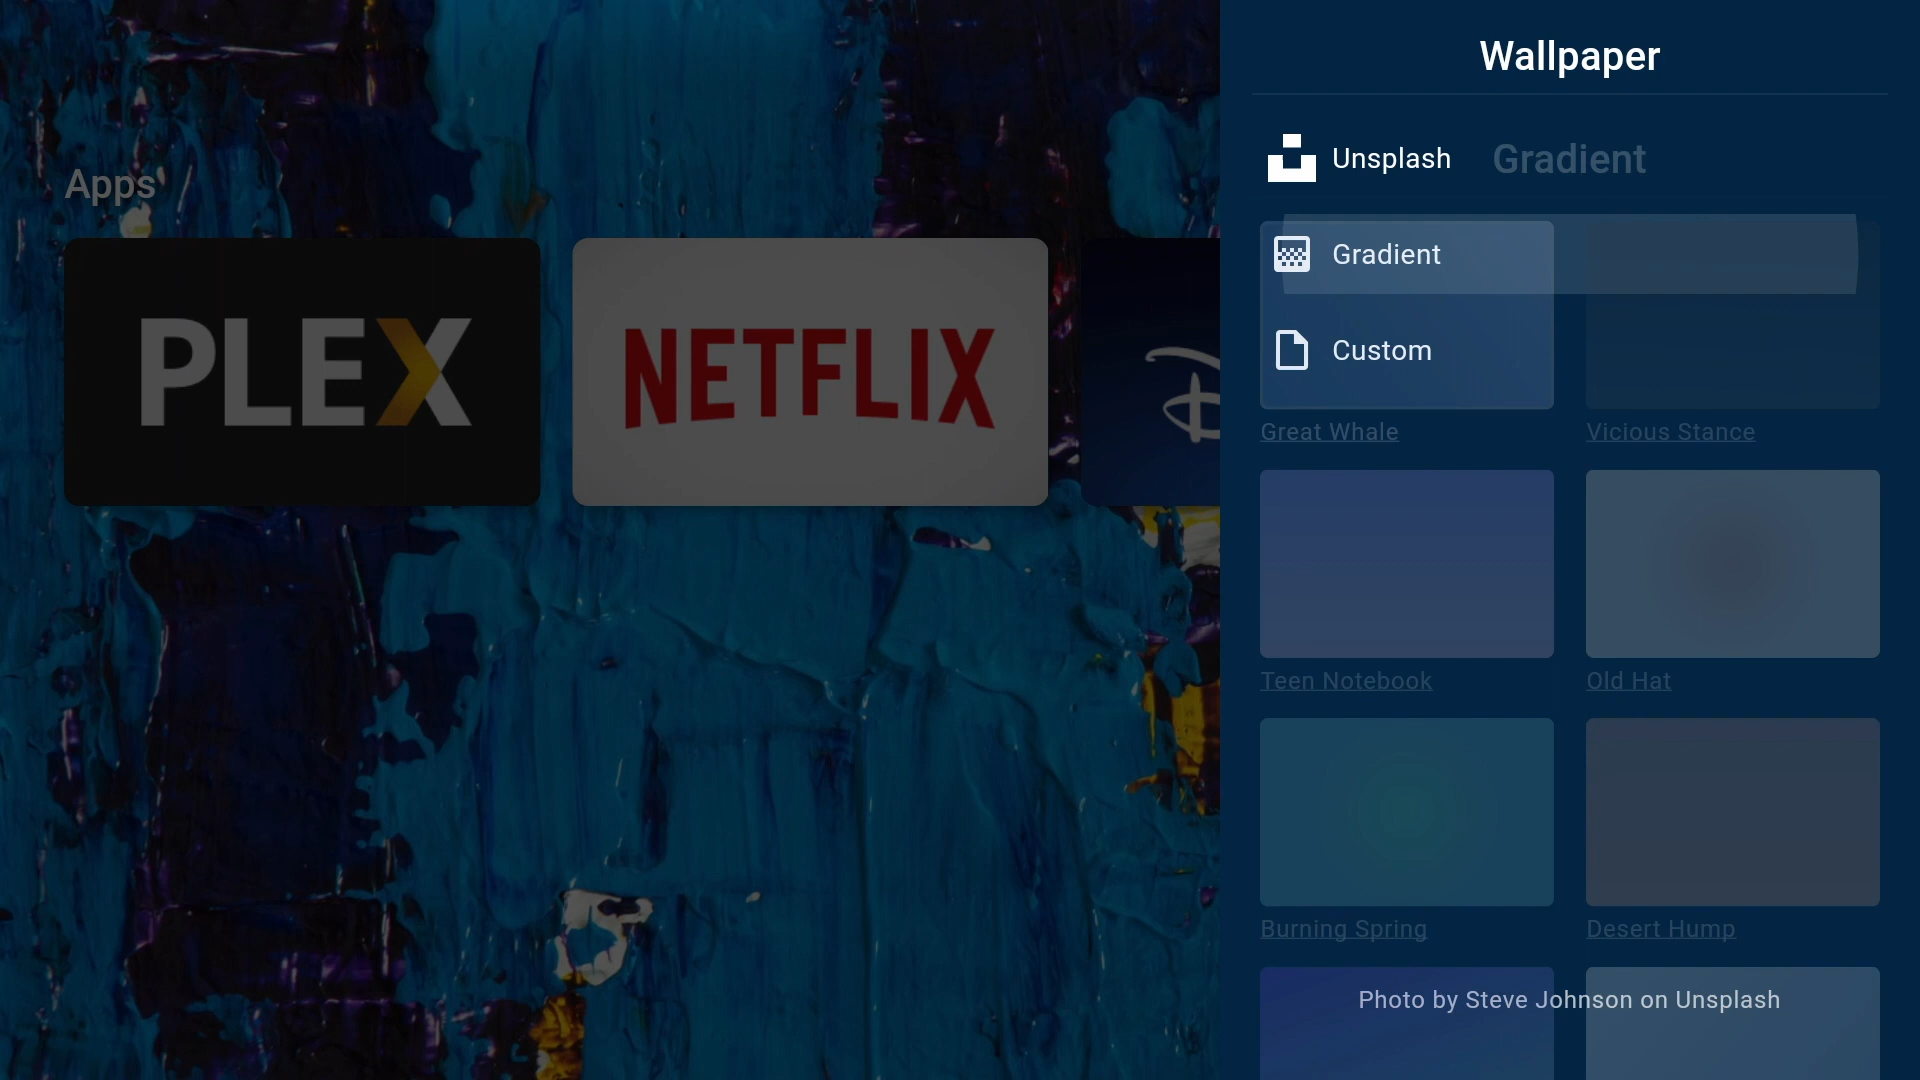 Wallpaper
Unsplash
Gradient
Apps
Gradient
PLEX
NETFLIX
Custom
Great Whale
Vicious Stance
Teen Notebook
Old Hat
Burning Spring
Desert Hump
Photo by Steve Johnson on Unsplash